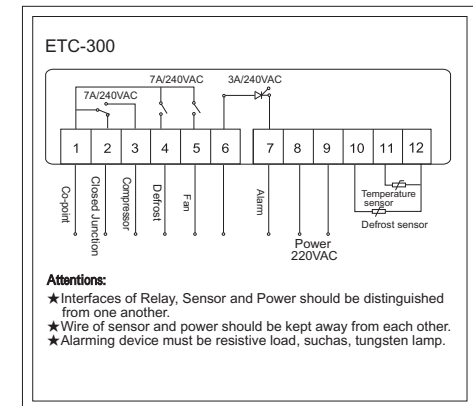 ETC-300
7A/240VAC 3A/240VAC
7A/240VAC
1 2 3 4 5 6 7 8 9 10 11 12
Co-point
Closed Junction
Compressor
Defrost
Fan
Alarm
Temperature
sensor
Defrost sensor
Power
220VAC
Attentions:
★Interfaces of Relay, Sensor and Power should be distinguished
from one another.
★Wire of sensor and power should be kept away from each other.
★Alarming device must be resistive load, suchas, tungsten lamp.